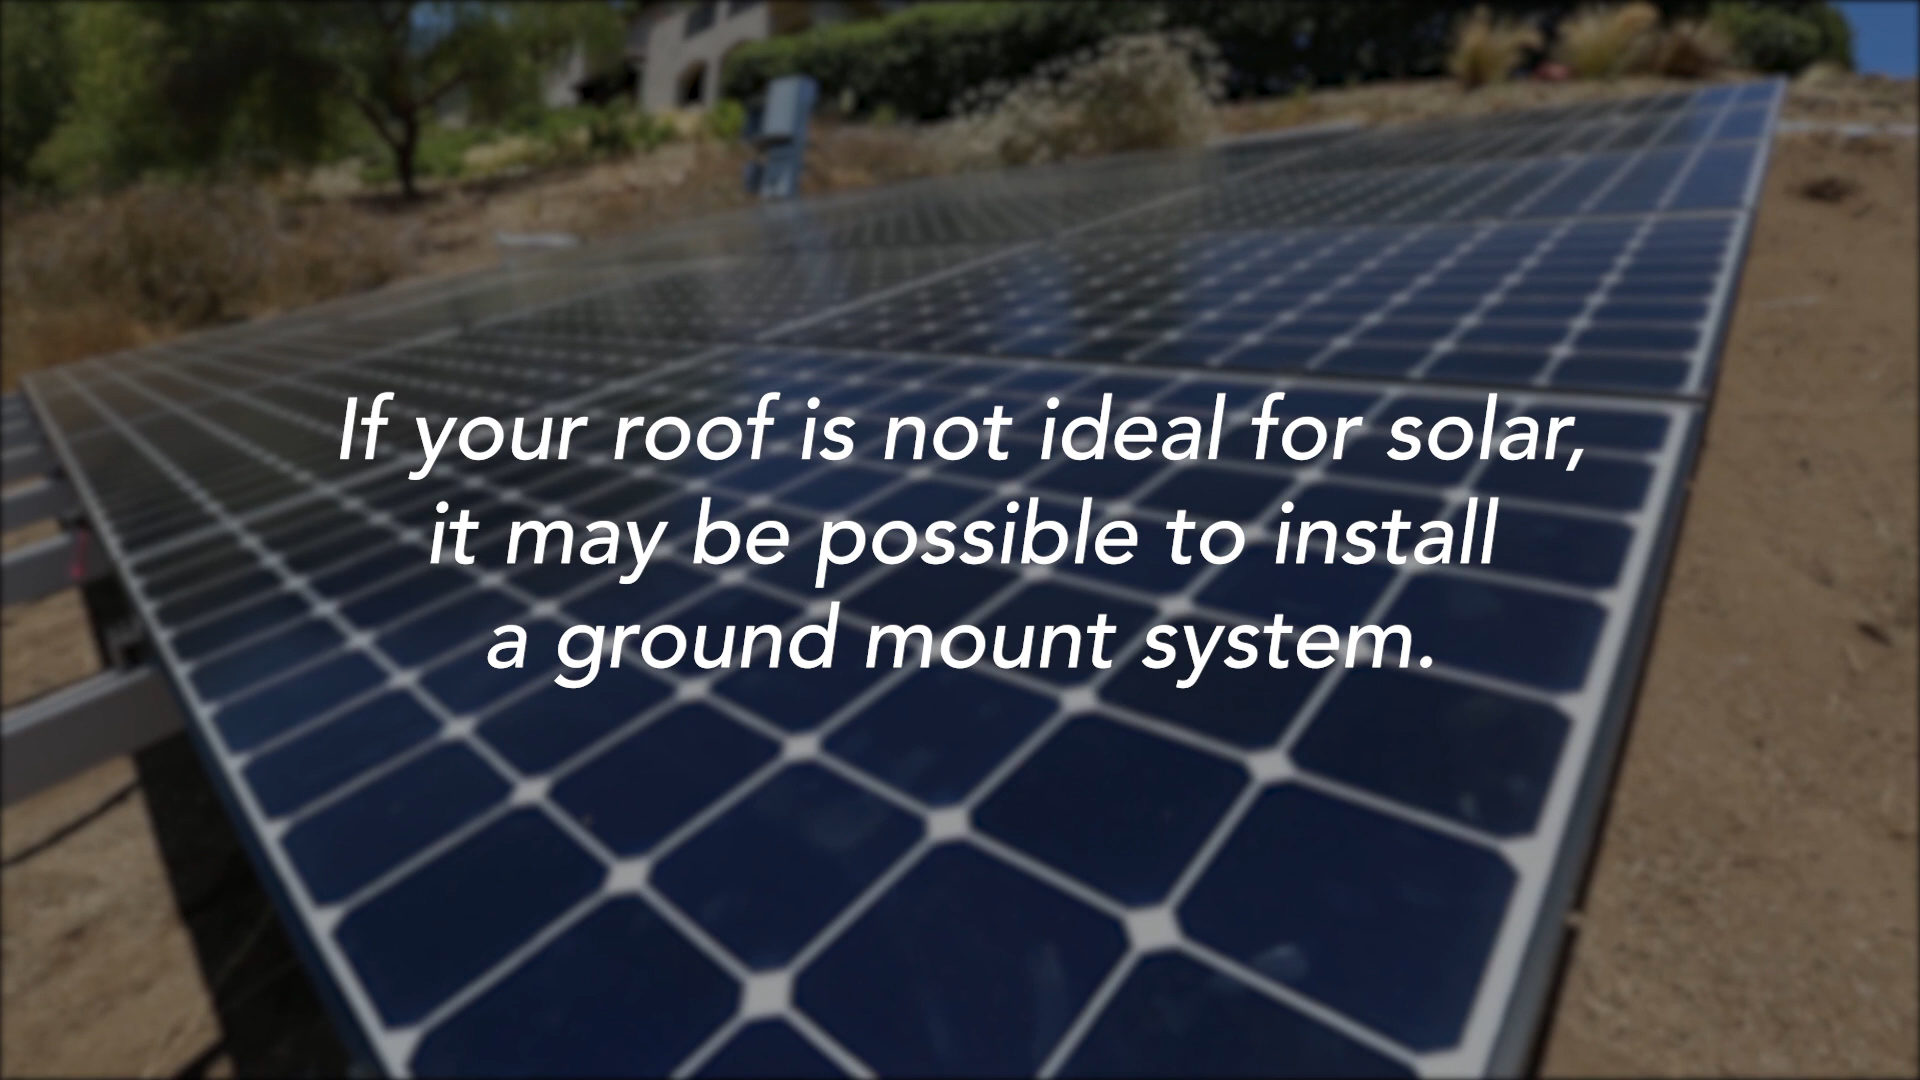 If your roof is not ideal for solar,
it may be possible to install
a ground mount system.